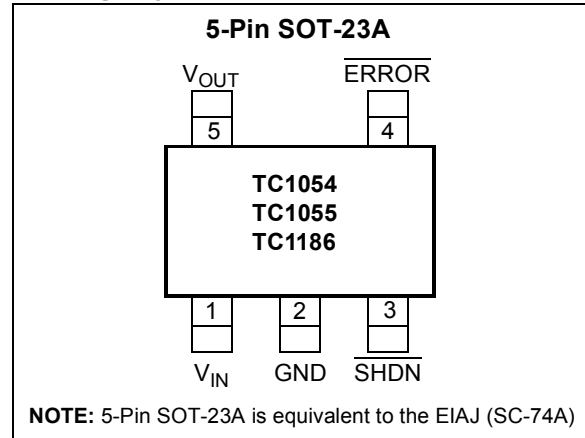 5-Pin SOT-23A
VOUT ERROR
5 4
TC1054
TC1055
TC1186
1 2 3
VIN GND SHDN
NOTE: 5-Pin SOT-23A is equivalent to the EIAJ (SC-74A)